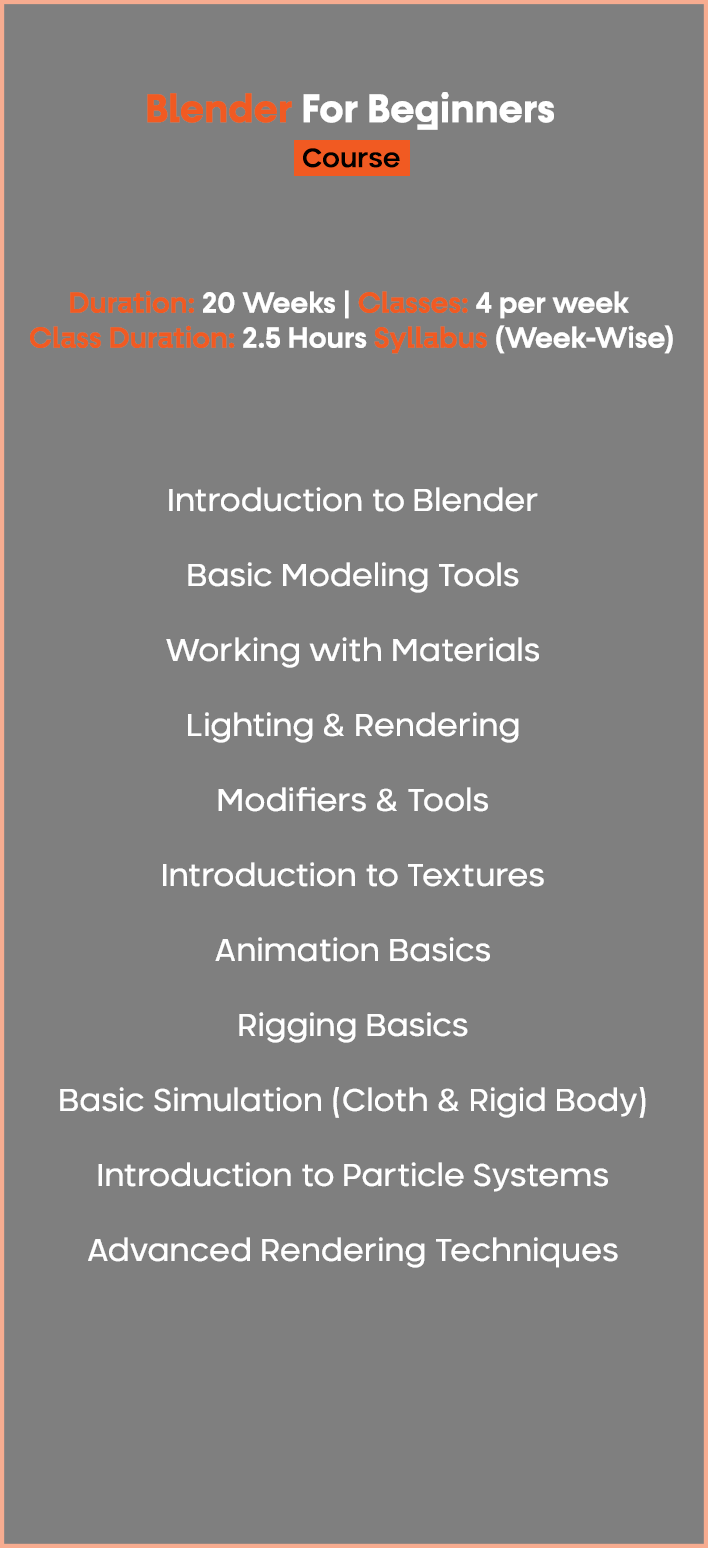 Blender For Beginners
Course
Duration: 20 Weeks | Classes: 4 per week
Class Duration: 2.5 Hours Syllabus (Week-Wise)
Introduction to Blender
Basic Modeling Tools
Working with Materials
Lighting & Rendering
Modifiers & Tools
Introduction to Textures
Animation Basics
Rigging Basics
Basic Simulation (Cloth & Rigid Body)
Introduction to Particle Systems
Advanced Rendering Techniques